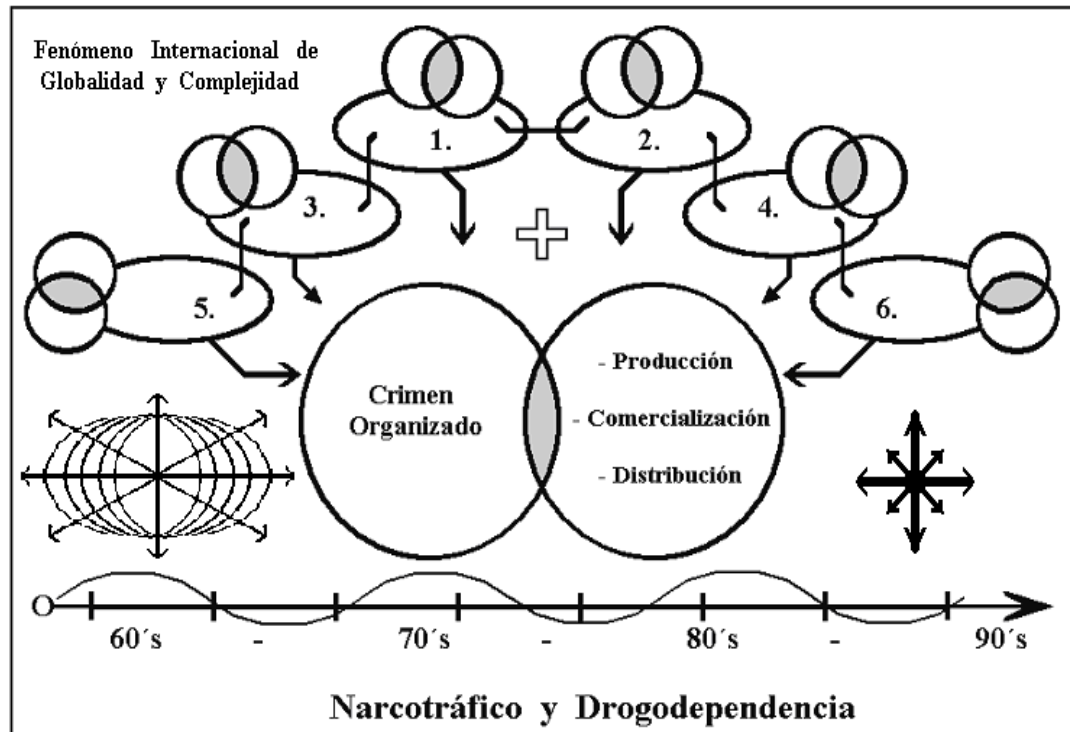 Fenómeno Internacional de
Globalidad y Complejidad
1.
2.
3.
4.
5.
6.
Crimen
Organizado
- Producción
- Comercialización
- Distribución
O
60´s - 70´s - 80´s - 90´s
Narcotráfico y Drogodependencia